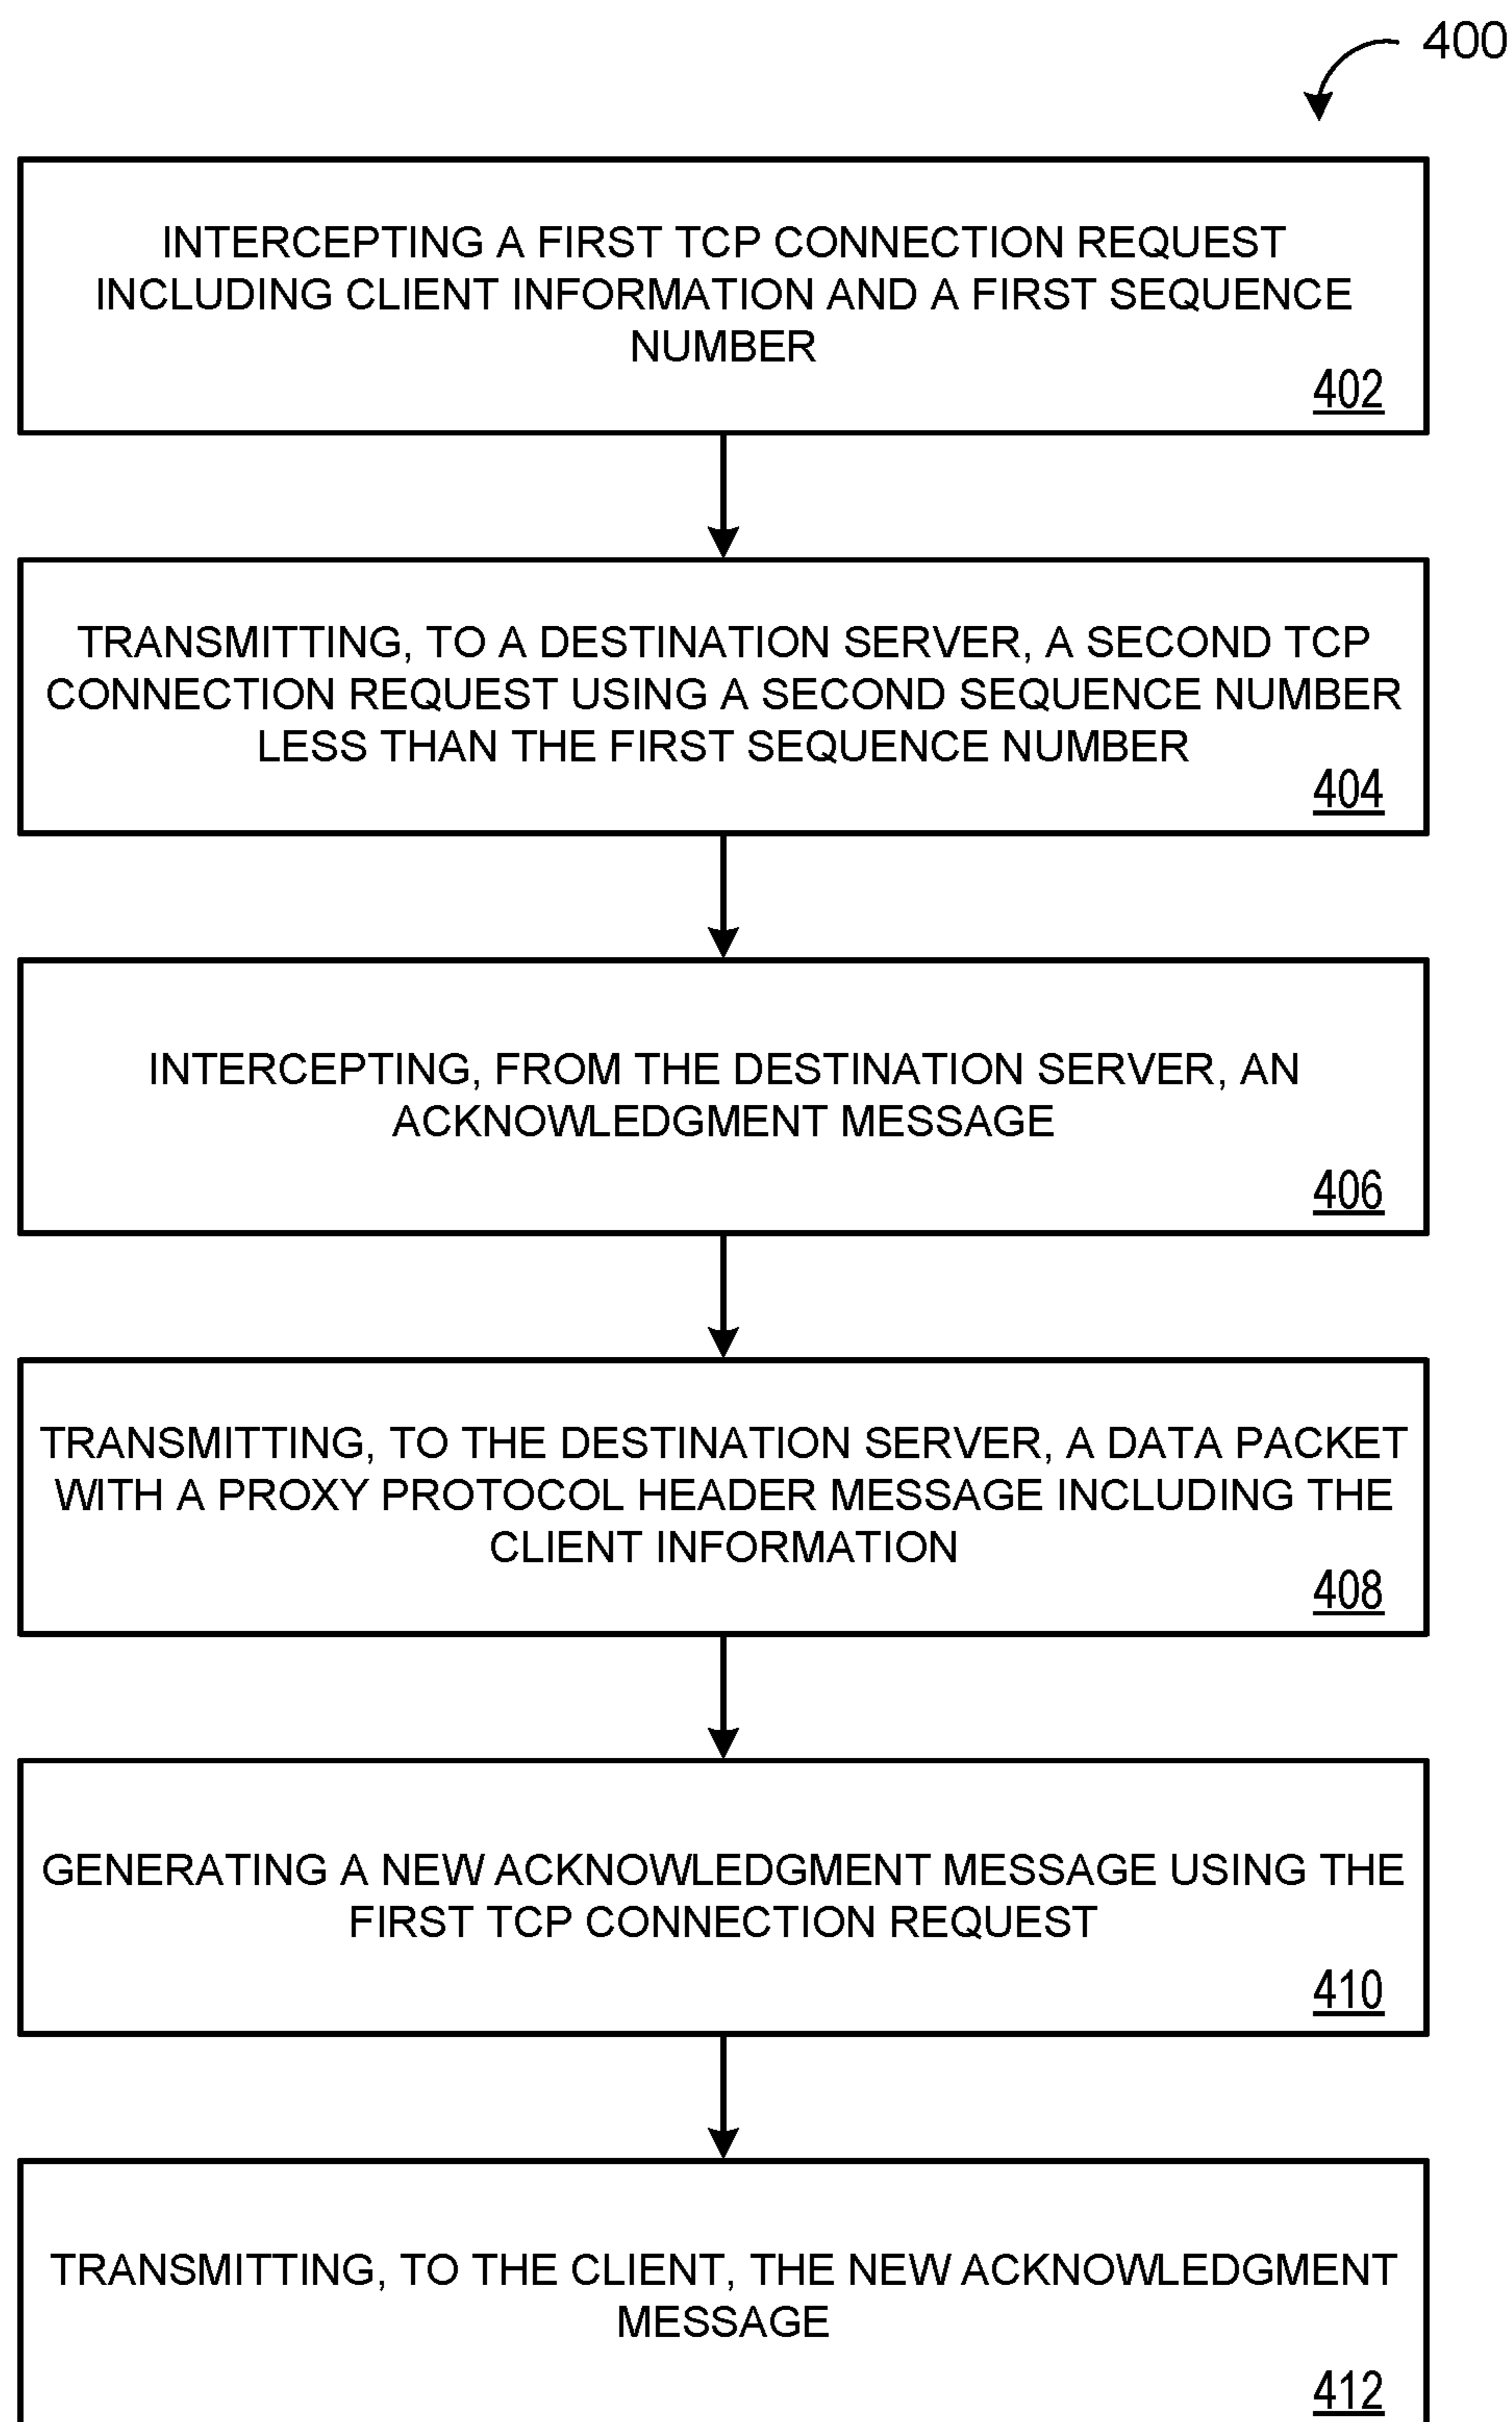 400
INTERCEPTING A FIRST TCP CONNECTION REQUEST
INCLUDING CLIENT INFORMATION AND A FIRST SEQUENCE
NUMBER
402
TRANSMITTING, TO A DESTINATION SERVER, A SECOND TCP
CONNECTION REQUEST USING A SECOND SEQUENCE NUMBER
LESS THAN THE FIRST SEQUENCE NUMBER
404
INTERCEPTING, FROM THE DESTINATION SERVER, AN
ACKNOWLEDGMENT MESSAGE
406
TRANSMITTING, TO THE DESTINATION SERVER, A DATA PACKET
WITH A PROXY PROTOCOL HEADER MESSAGE INCLUDING THE
CLIENT INFORMATION
408
GENERATING A NEW ACKNOWLEDGMENT MESSAGE USING THE
FIRST TCP CONNECTION REQUEST
410
TRANSMITTING, TO THE CLIENT, THE NEW ACKNOWLEDGMENT
MESSAGE
412